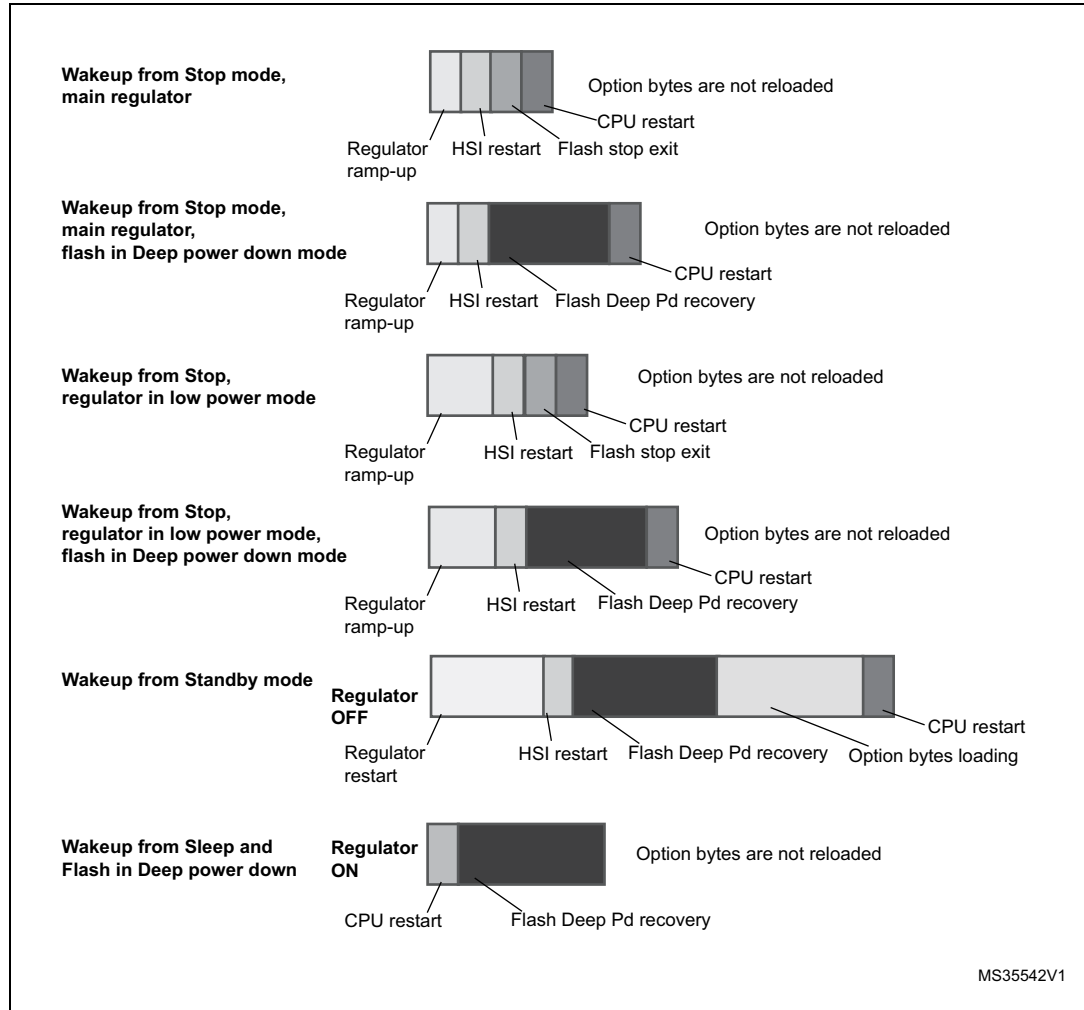 Wakeup from Stop mode,
main regulator
Option bytes are not reloaded
CPU restart
Regulator
ramp-up
HSI restart
Flash stop exit
Wakeup from Stop mode,
main regulator,
flash in Deep power down mode
Option bytes are not reloaded
CPU restart
Regulator
ramp-up
HSI restart
Flash Deep Pd recovery
Wakeup from Stop,
regulator in low power mode
Option bytes are not reloaded
CPU restart
Regulator
ramp-up
HSI restart
Flash stop exit
Wakeup from Stop,
regulator in low power mode,
flash in Deep power down mode
Option bytes are not reloaded
CPU restart
Regulator
ramp-up
HSI restart
Flash Deep Pd recovery
Wakeup from Standby mode
Regulator
OFF
CPU restart
Regulator
restart
HSI restart
Flash Deep Pd recovery
Option bytes loading
Wakeup from Sleep and
Flash in Deep power down
Regulator
ON
Option bytes are not reloaded
CPU restart
Flash Deep Pd recovery
MS35542V1